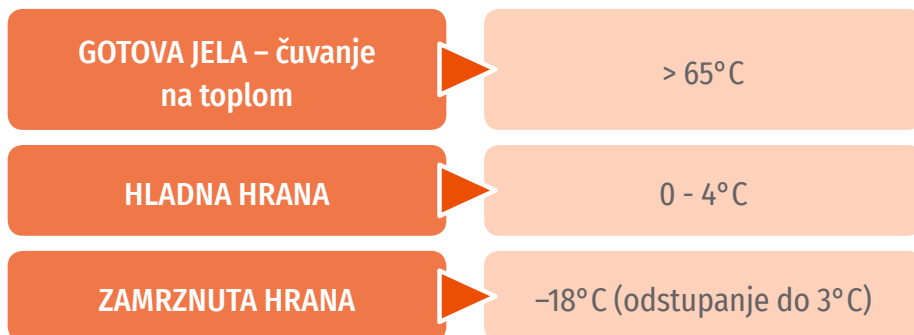 GOTOVA JELA – čuvanje
na toplom
> 65°C
HLADNA HRANA
0 - 4°C
ZAMRZNUTA HRANA
–18°C (odstupanje do 3°C)